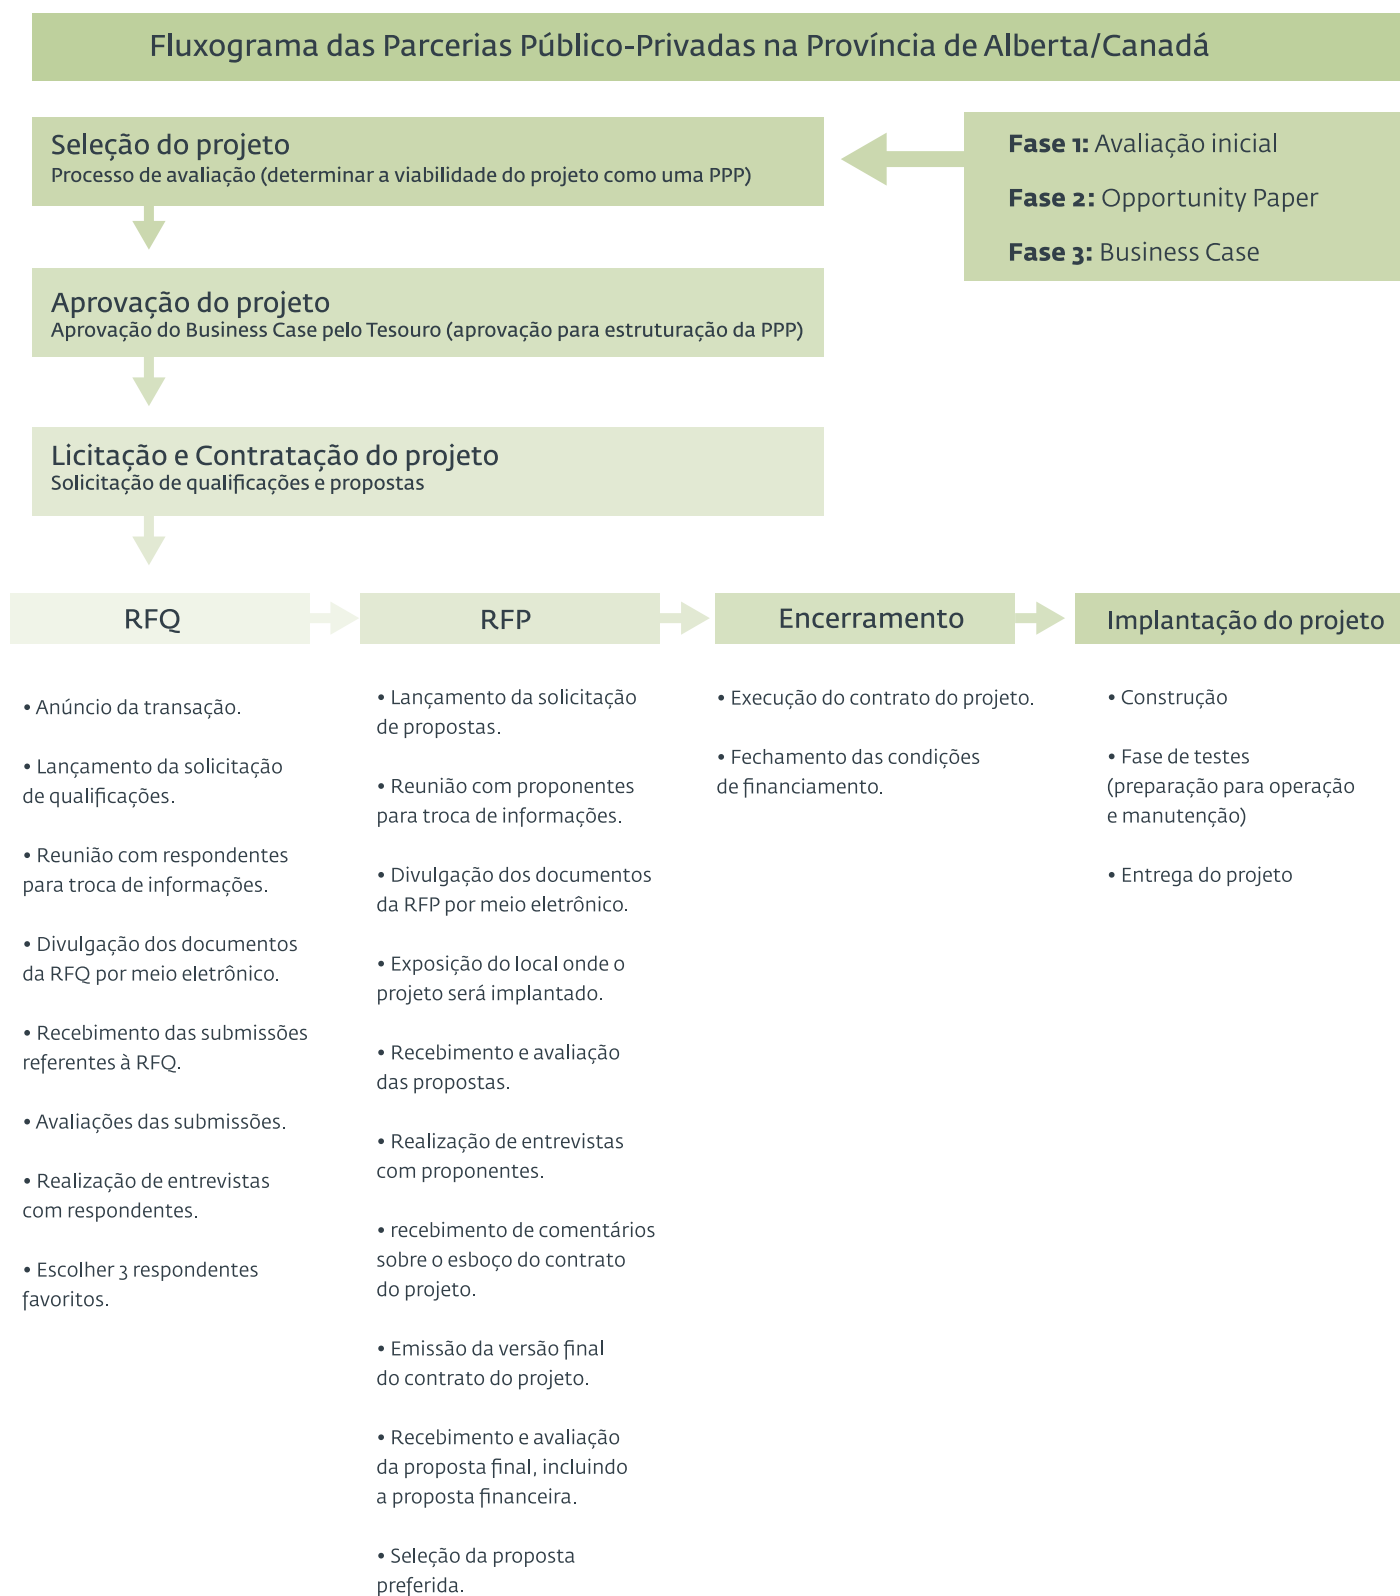 Fluxograma das Parcerias Público-Privadas na Província de Alberta/Canadá
Seleção do projeto
Processo de avaliação (determinar a viabilidade do projeto como uma PPP)
Fase 1: Avaliação inicial
Fase 2: Opportunity Paper
Fase 3: Business Case
Aprovação do projeto
Aprovação do Business Case pelo Tesouro (aprovação para estruturação da PPP)
Licitação e Contratação do projeto
Solicitação de qualificações e propostas
RFQ
• Anúncio da transação.
• Lançamento da solicitação
de qualificações.
• Reunião com respondentes
para troca de informações.
• Divulgação dos documentos
da RFQ por meio eletrônico.
• Recebimento das submissões
referentes à RFQ.
• Avaliações das submissões.
• Realização de entrevistas
com respondentes.
• Escolher 3 respondentes
favoritos.
RFP
• Lançamento da solicitação
de propostas.
• Reunião com proponentes
para troca de informações.
• Divulgação dos documentos
da RFP por meio eletrônico.
• Exposição do local onde o
projeto será implantado.
• Recebimento e avaliação
das propostas.
• Realização de entrevistas
com proponentes.
• recebimento de comentários
sobre o esboço do contrato
do projeto.
• Emissão da versão final
do contrato do projeto.
• Recebimento e avaliação
da proposta final, incluindo
a proposta financeira.
• Seleção da proposta
preferida.
Encerramento
• Execução do contrato do projeto.
• Fechamento das condições
de financiamento.
Implantação do projeto
• Construção
• Fase de testes
(preparação para operação
e manutenção)
• Entrega do projeto